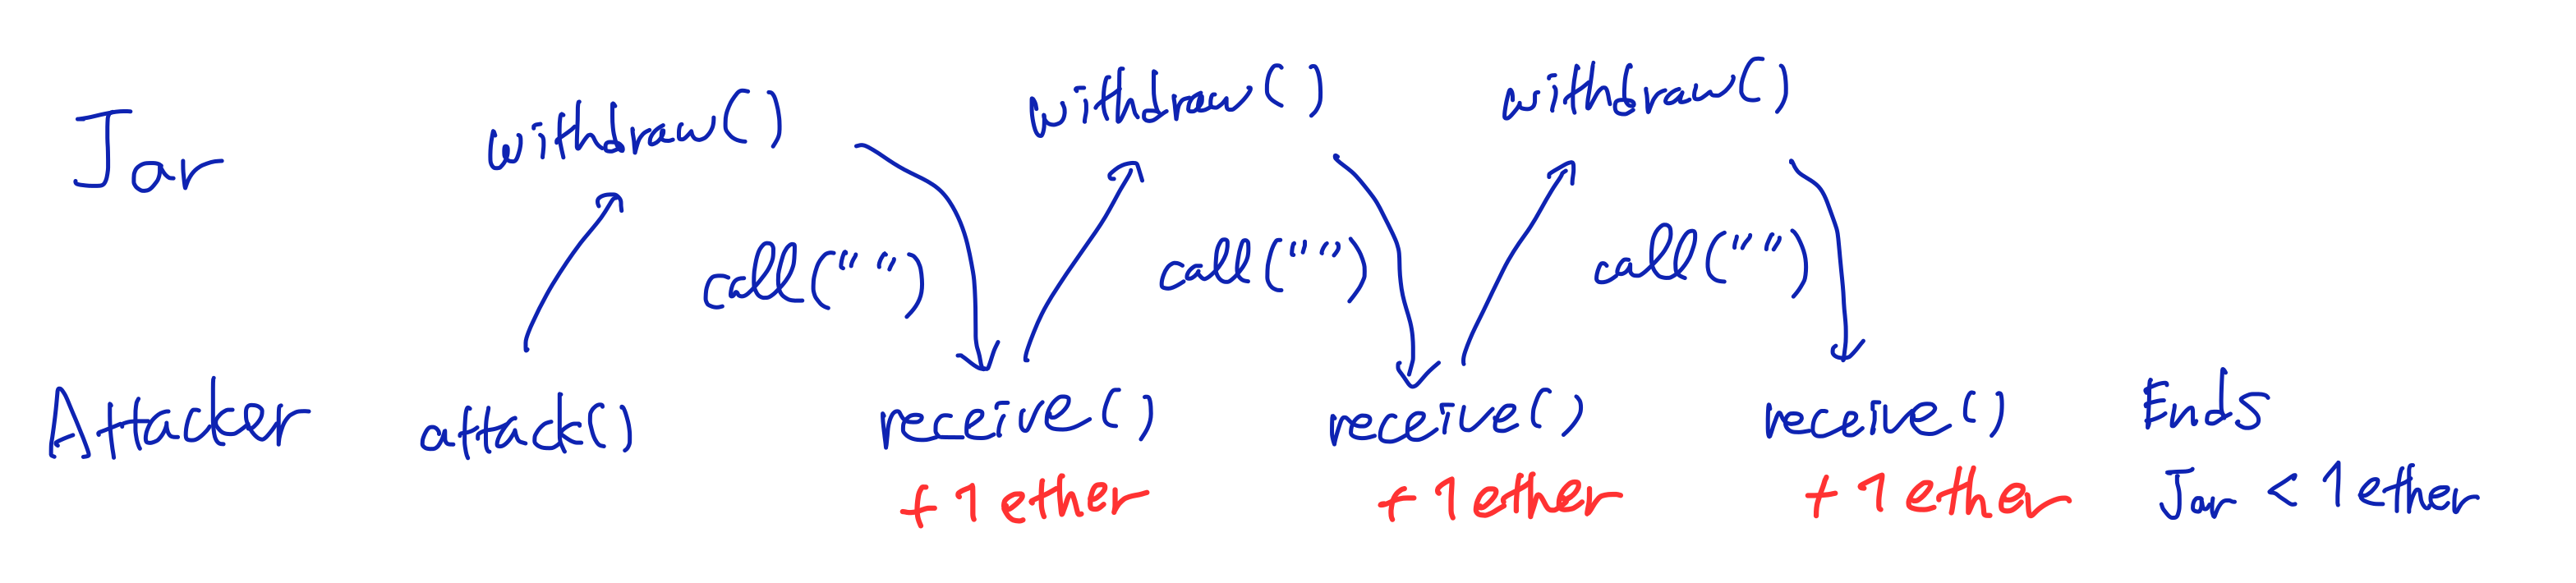 Jar withdraw() withdraw() withdraw()
call("") call("") call("")
Attacker attack() receive() receive() receive() Ends
+1 ether +1 ether +1 ether Jar < 1 ether